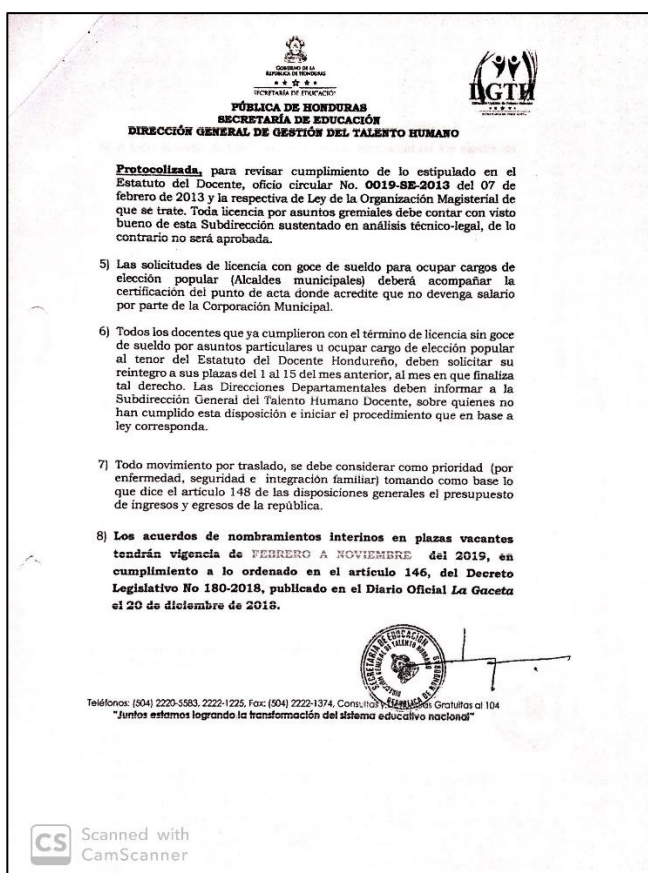 GOBIERNO DE LA
REPÚBLICA DE HONDURAS
SECRETARÍA DE EDUCACIÓN
DGTH
PÚBLICA DE HONDURAS
SECRETARÍA DE EDUCACIÓN
DIRECCIÓN GENERAL DE GESTIÓN DEL TALENTO HUMANO
Protocolizada, para revisar cumplimiento de lo estipulado en el
Estatuto del Docente, oficio circular No. 0019-SE-2013 del 07 de
febrero de 2013 y la respectiva de Ley de la Organización Magisterial de
que se trate. Toda licencia por asuntos gremiales debe contar con visto
bueno de esta Subdirección sustentado en análisis técnico-legal, de lo
contrario no será aprobada.
5) Las solicitudes de licencia con goce de sueldo para ocupar cargos de
elección popular (Alcaldes municipales) deberá acompañar la
certificación del punto de acta donde acredite que no devenga salario
por parte de la Corporación Municipal.
6) Todos los docentes que ya cumplieron con el término de licencia sin goce
de sueldo por asuntos particulares u ocupar cargo de elección popular
al tenor del Estatuto del Docente Hondureño, deben solicitar su
reintegro a sus plazas del 1 al 15 del mes anterior, al mes en que finaliza
tal derecho. Las Direcciones Departamentales deben informar a la
Subdirección General del Talento Humano Docente, sobre quienes no
han cumplido esta disposición e iniciar el procedimiento que en base a
ley corresponda.
7) Todo movimiento por traslado, se debe considerar como prioridad (por
enfermedad, seguridad e integración familiar) tomando como base lo
que dice el artículo 148 de las disposiciones generales el presupuesto
de ingresos y egresos de la república.
8) Los acuerdos de nombramientos interinos en plazas vacantes
tendrán vigencia de FEBRERO A NOVIEMBRE del 2019, en
cumplimiento a lo ordenado en el artículo 146, del Decreto
Legislativo No 180-2018, publicado en el Diario Oficial La Gaceta
el 20 de diciembre de 2018.
SECRETARIA DE EDUCACIÓN
Teléfonos: (504) 2220-5583, 2222-1225, Fax: (504) 2222-1374, Consultas y Gratuitas al 104
"Juntos estamos logrando la transformación del sistema educativo nacional"
CS Scanned with
CamScanner